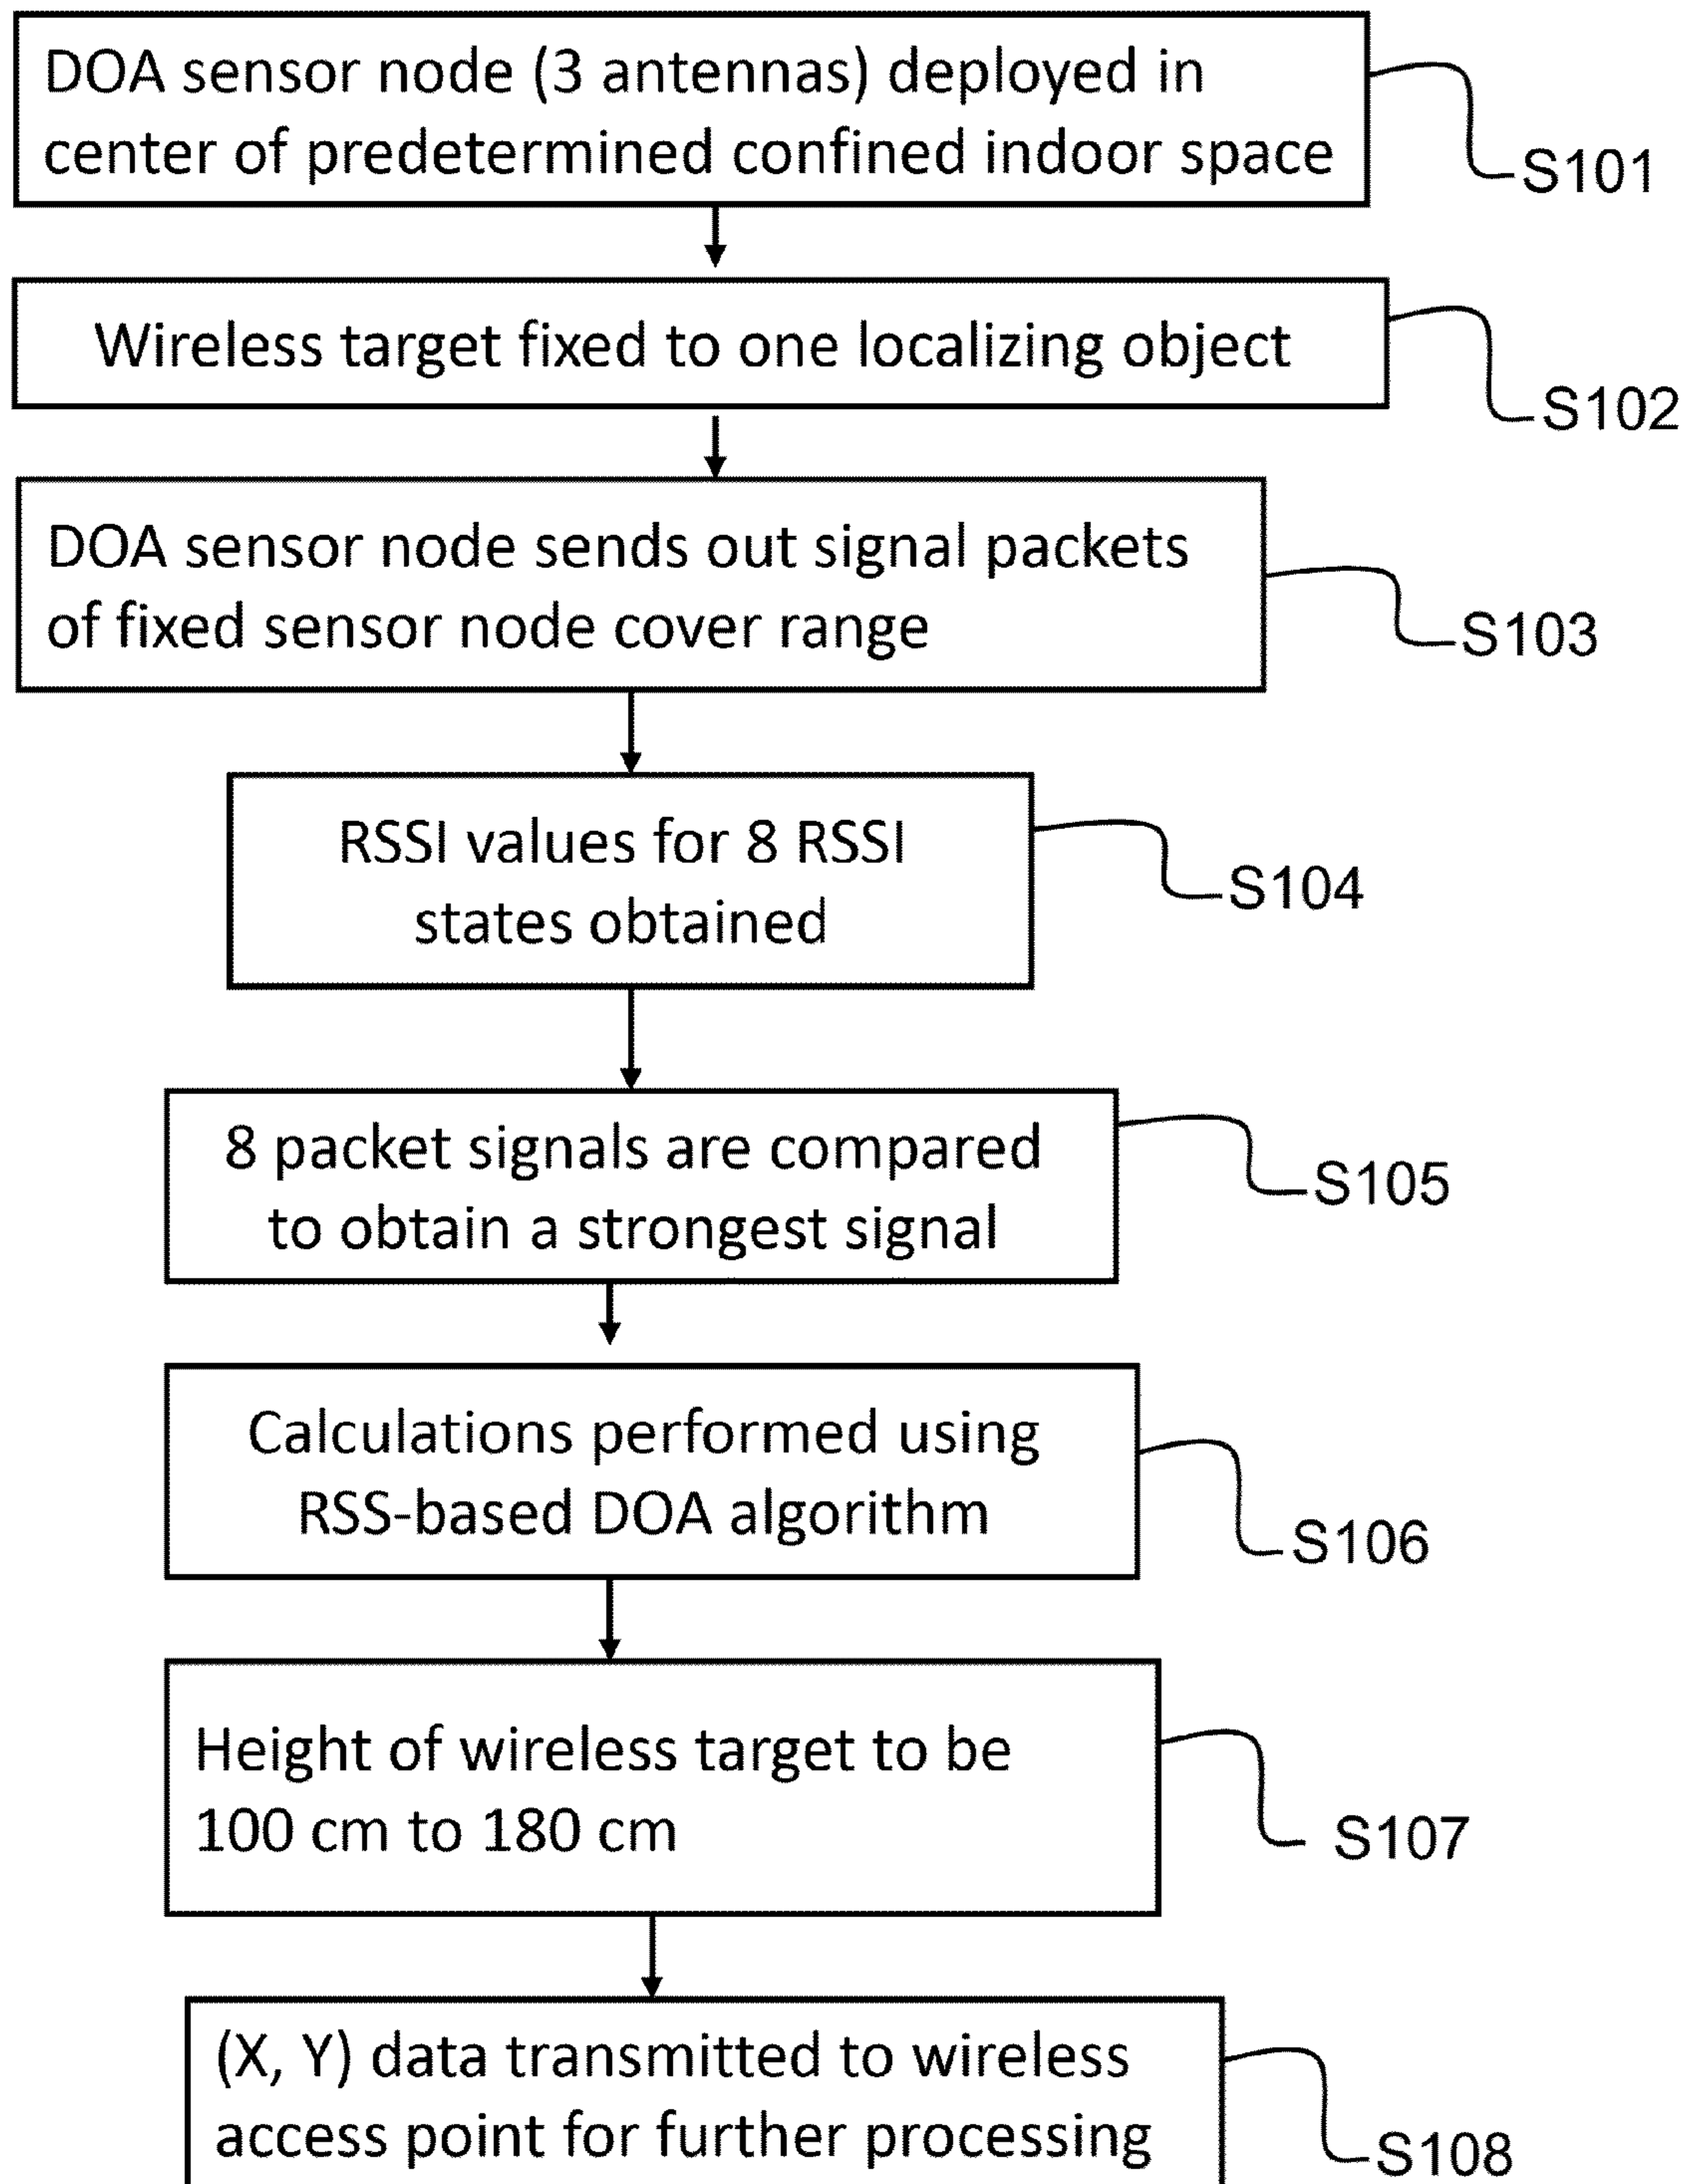 DOA sensor node (3 antennas) deployed in
center of predetermined confined indoor space
S101
Wireless target fixed to one localizing object
S102
DOA sensor node sends out signal packets
of fixed sensor node cover range
S103
RSSI values for 8 RSSI
states obtained
S104
8 packet signals are compared
to obtain a strongest signal
S105
Calculations performed using
RSS-based DOA algorithm
S106
Height of wireless target to be
100 cm to 180 cm
S107
(X, Y) data transmitted to wireless
access point for further processing
S108